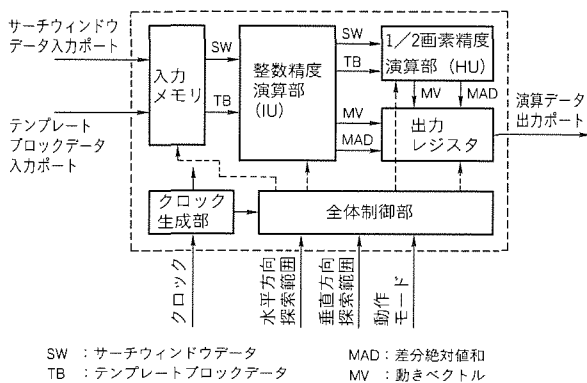 サーチウィンドウ
データ入力ポート
テンプレート
ブロックデータ
入力ポート
入力
メモリ
SW
TB
整数精度
演算部
(IU)
SW
TB
MV
MAD
1/2画素精度
演算部(HU)
MV
MAD
出力
レジスタ
演算データ
出力ポート
クロック
生成部
全体制御部
クロック
水平方向
探索範囲
垂直方向
探索範囲
動作
モード
SW :サーチウィンドウデータ
TB :テンプレートブロックデータ
MAD:差分絶対値和
MV :動きベクトル